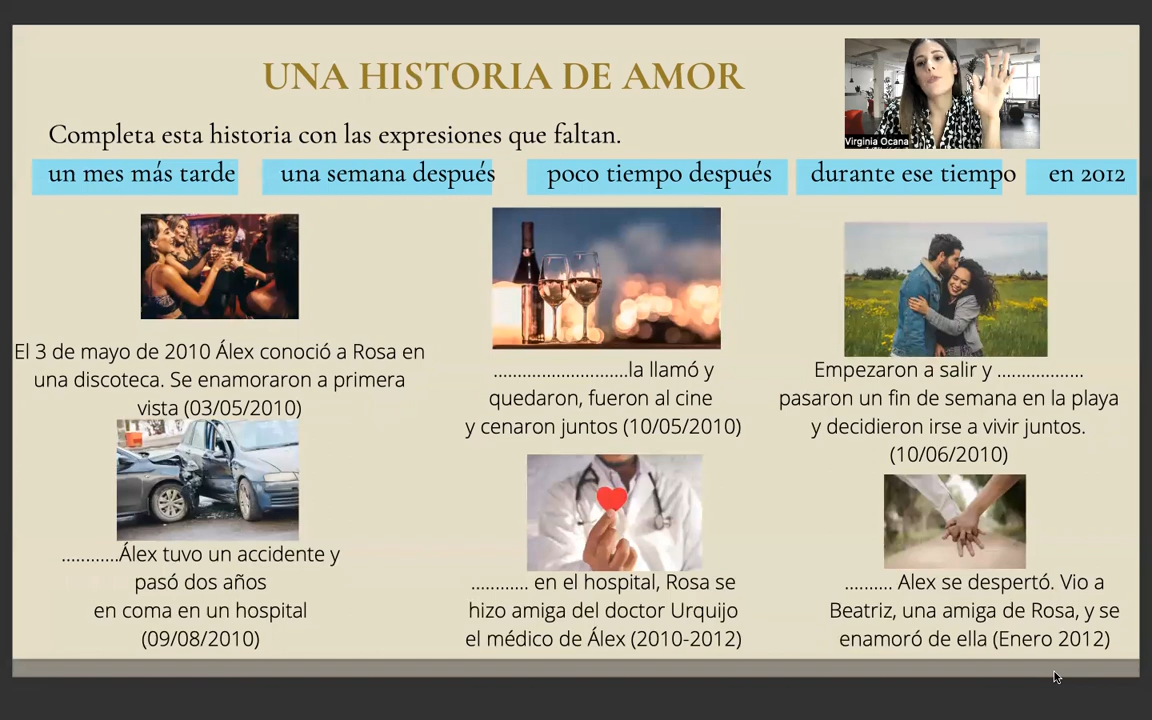 UNA HISTORIA DE AMOR
Virginia Ocana
Completa esta historia con las expresiones que faltan.
un mes más tarde
una semana después
poco tiempo después
durante ese tiempo
en 2012
El 3 de mayo de 2010 Álex conoció a Rosa en
una discoteca. Se enamoraron a primera
vista (03/05/2010)
............................la llamó y
quedaron, fueron al cine
y cenaron juntos (10/05/2010)
Empezaron a salir y ..................
pasaron un fin de semana en la playa
y decidieron irse a vivir juntos.
(10/06/2010)
............Álex tuvo un accidente y
pasó dos años
en coma en un hospital
(09/08/2010)
............ en el hospital, Rosa se
hizo amiga del doctor Urquijo
el médico de Álex (2010-2012)
.......... Alex se despertó. Vio a
Beatriz, una amiga de Rosa, y se
enamoró de ella (Enero 2012)